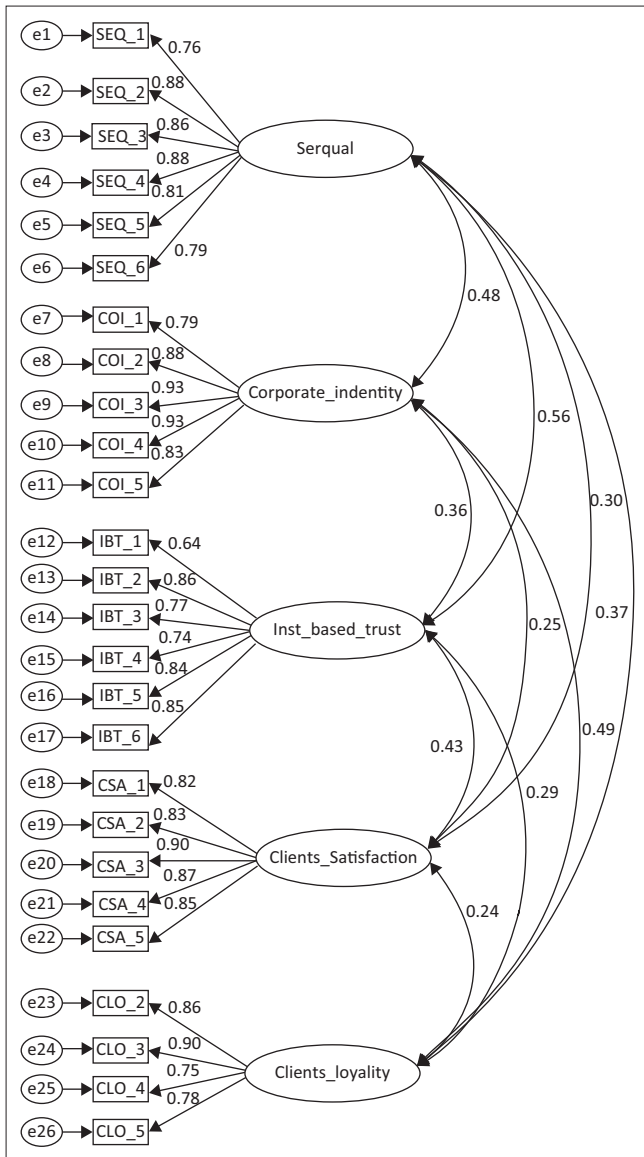 e1 SEQ_1 0.76
e2 SEQ_2 0.88
e3 SEQ_3 0.86
e4 SEQ_4 0.88
e5 SEQ_5 0.81
e6 SEQ_6 0.79
Serqual
0.48
e7 COI_1 0.79
e8 COI_2 0.88
e9 COI_3 0.93
e10 COI_4 0.93
e11 COI_5 0.83
Corporate_indentity
0.56
0.30
0.36
e12 IBT_1 0.64
e13 IBT_2 0.86
e14 IBT_3 0.77
e15 IBT_4 0.74
e16 IBT_5 0.84
e17 IBT_6 0.85
Inst_based_trust
0.25
0.37
0.43
0.49
0.29
e18 CSA_1 0.82
e19 CSA_2 0.83
e20 CSA_3 0.90
e21 CSA_4 0.87
e22 CSA_5 0.85
Clients_Satisfaction
0.24
e23 CLO_2 0.86
e24 CLO_3 0.90
e25 CLO_4 0.75
e26 CLO_5 0.78
Clients_loyality